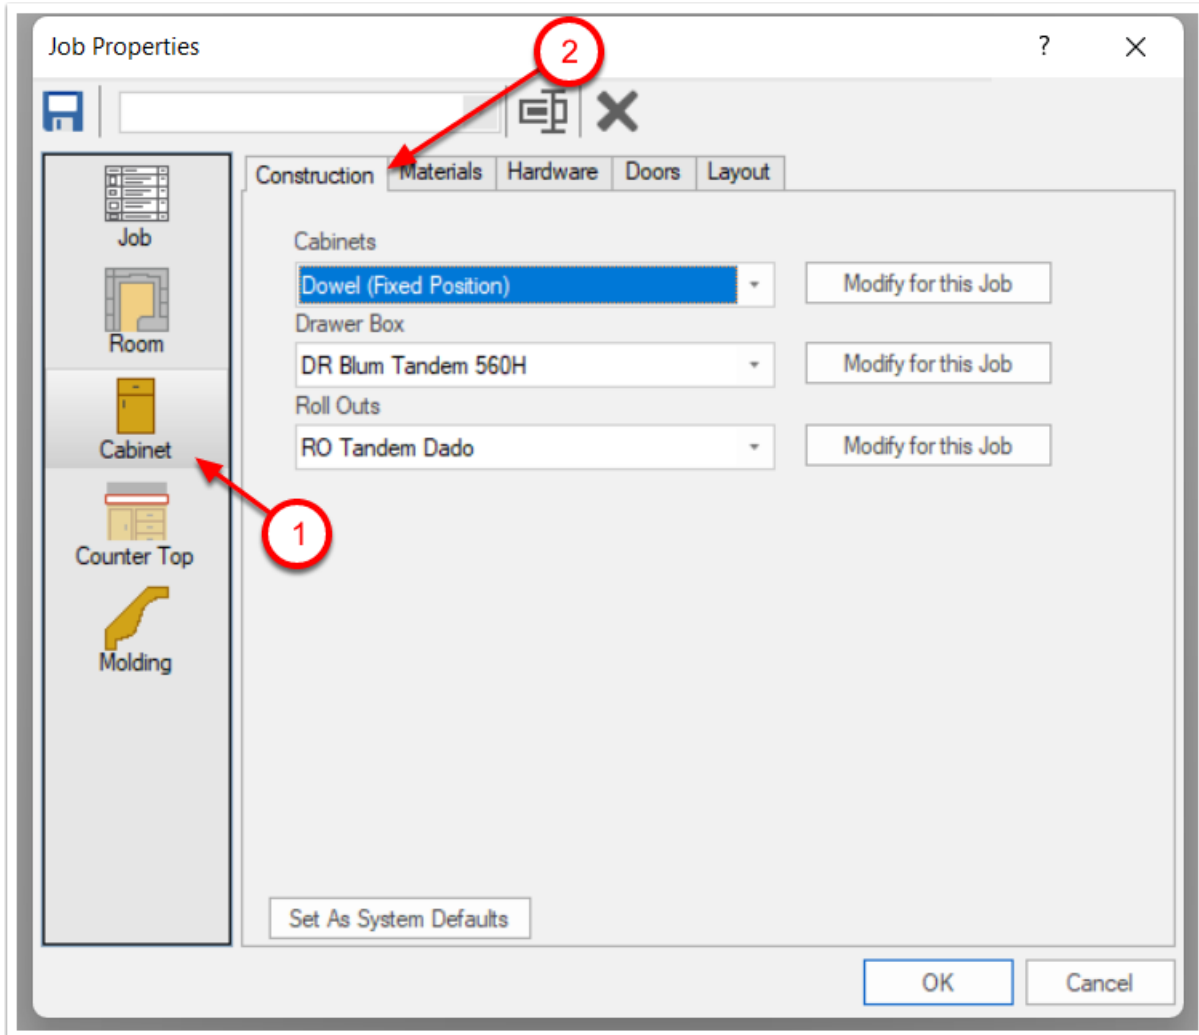 Job Properties
?
2
Job
Room
Cabinet
1
Counter Top
Molding
Construction Materials Hardware Doors Layout
Cabinets
Dowel (Fixed Position) Modify for this Job
Drawer Box
DR Blum Tandem 560H Modify for this Job
Roll Outs
RO Tandem Dado Modify for this Job
Set As System Defaults
OK Cancel